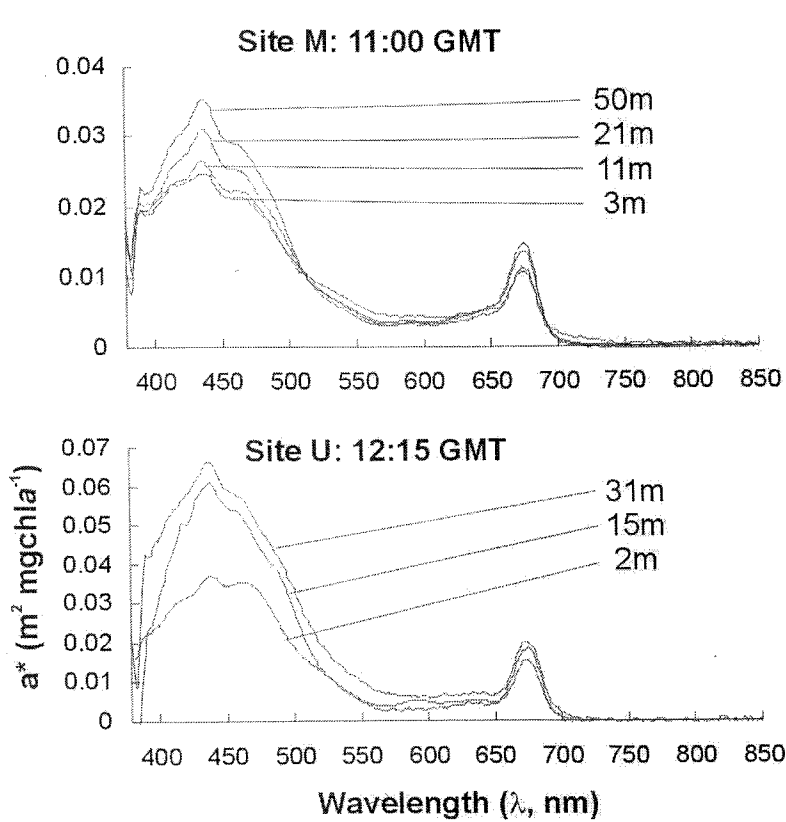 Site M: 11:00 GMT
0.04
0.03
0.02
0.01
0
50m
21m
11m
3m
400 450 500 550 600 650 700 750 800 850
Site U: 12:15 GMT
0.07
0.06
0.05
0.04
0.03
0.02
0.01
0
a* (m² mgchla⁻¹)
31m
15m
2m
400 450 500 550 600 650 700 750 800 850
Wavelength (λ, nm)